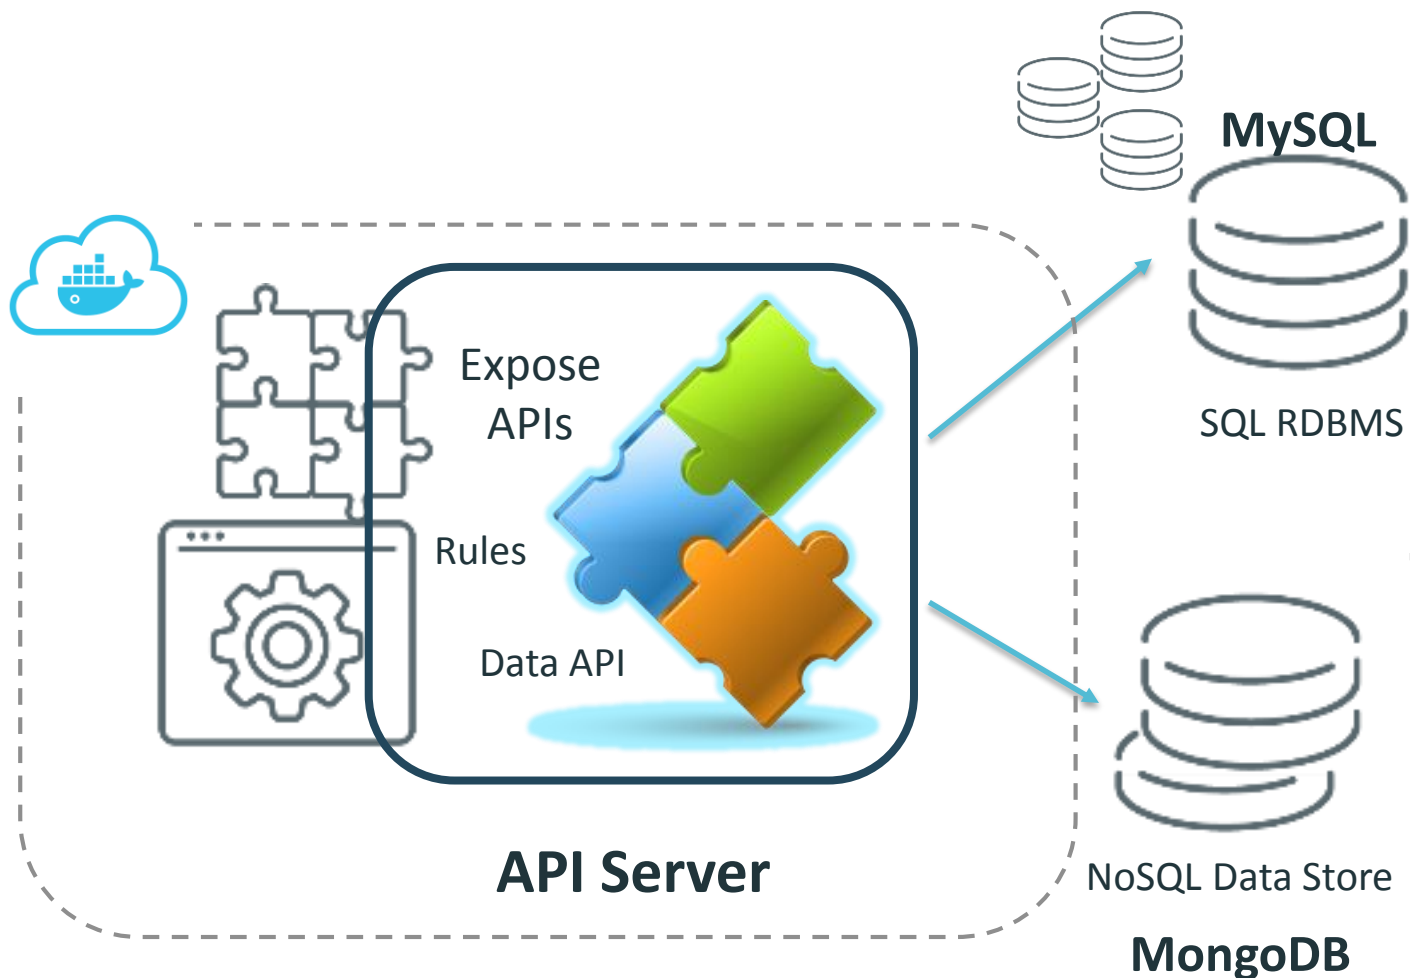 MySQL
SQL RDBMS
Expose
APIs
Rules
Data API
API Server
NoSQL Data Store
MongoDB